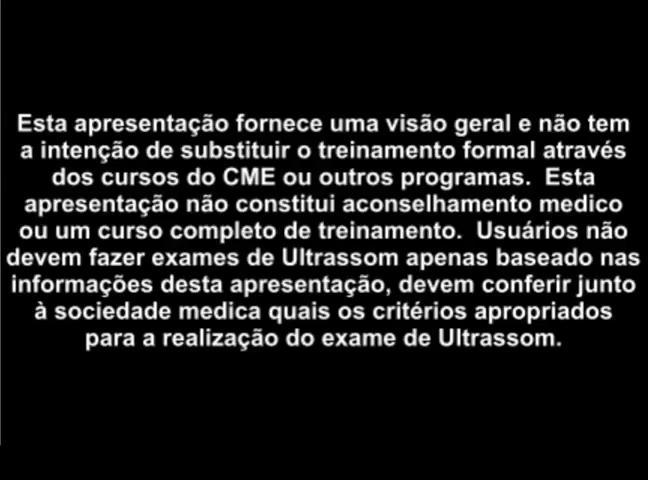 Esta apresentação fornece uma visão geral e não tem
a intenção de substituir o treinamento formal através
dos cursos do CME ou outros programas.  Esta
apresentação não constitui aconselhamento medico
ou um curso completo de treinamento.  Usuários não
devem fazer exames de Ultrassom apenas baseado nas
informações desta apresentação, devem conferir junto
à sociedade medica quais os critérios apropriados
para a realização do exame de Ultrassom.